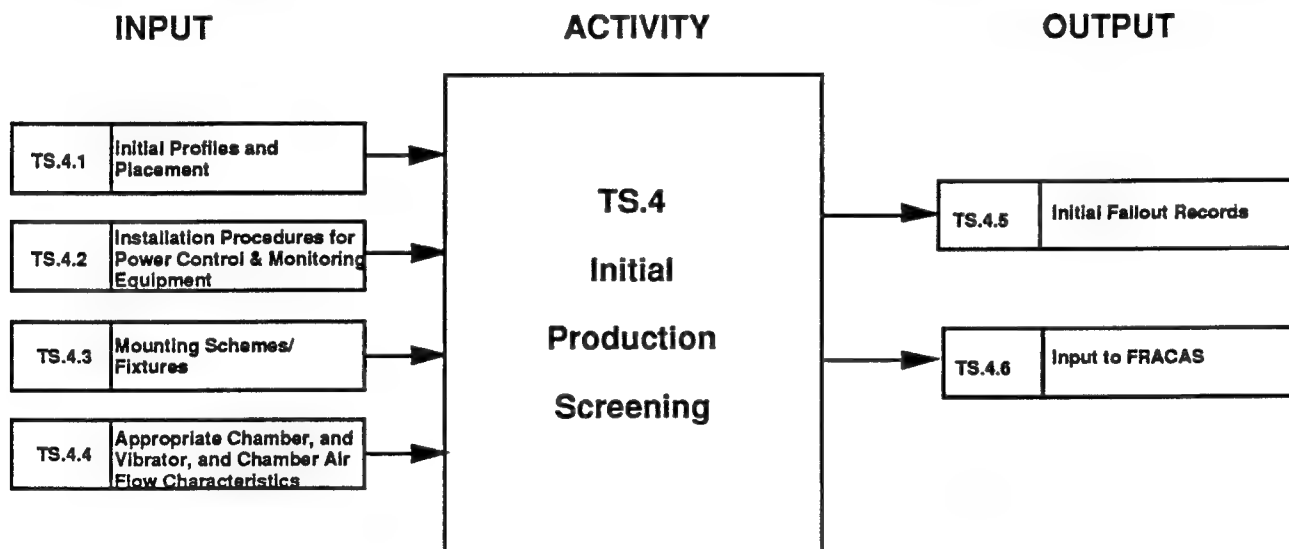 INPUT
ACTIVITY
OUTPUT
TS.4.1
Initial Profiles and
Placement
TS.4.2
Installation Procedures for
Power Control & Monitoring
Equipment
TS.4.3
Mounting Schemes/
Fixtures
TS.4.4
Appropriate Chamber, and
Vibrator, and Chamber Air
Flow Characteristics
TS.4
Initial
Production
Screening
TS.4.5
Initial Fallout Records
TS.4.6
Input to FRACAS